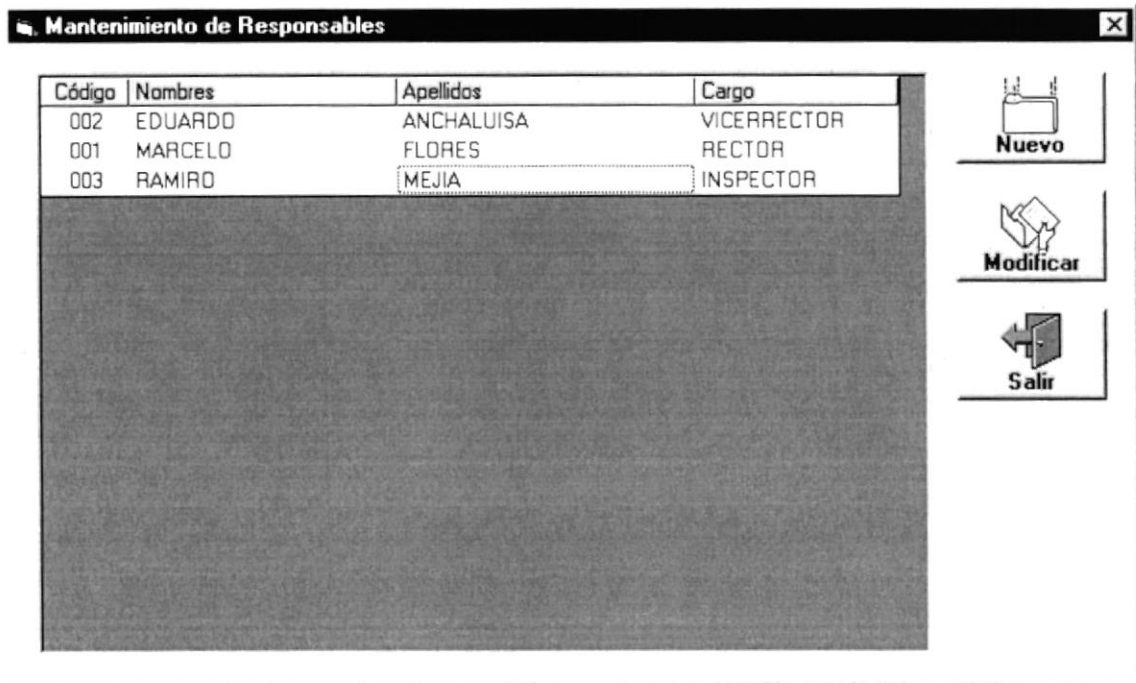 Mantenimiento de Responsables
Código Nombres Apellidos Cargo
002 EDUARDO ANCHALUISA VICERRECTOR
001 MARCELO FLORES RECTOR
003 RAMIRO MEJIA INSPECTOR
Nuevo
Modificar
Salir